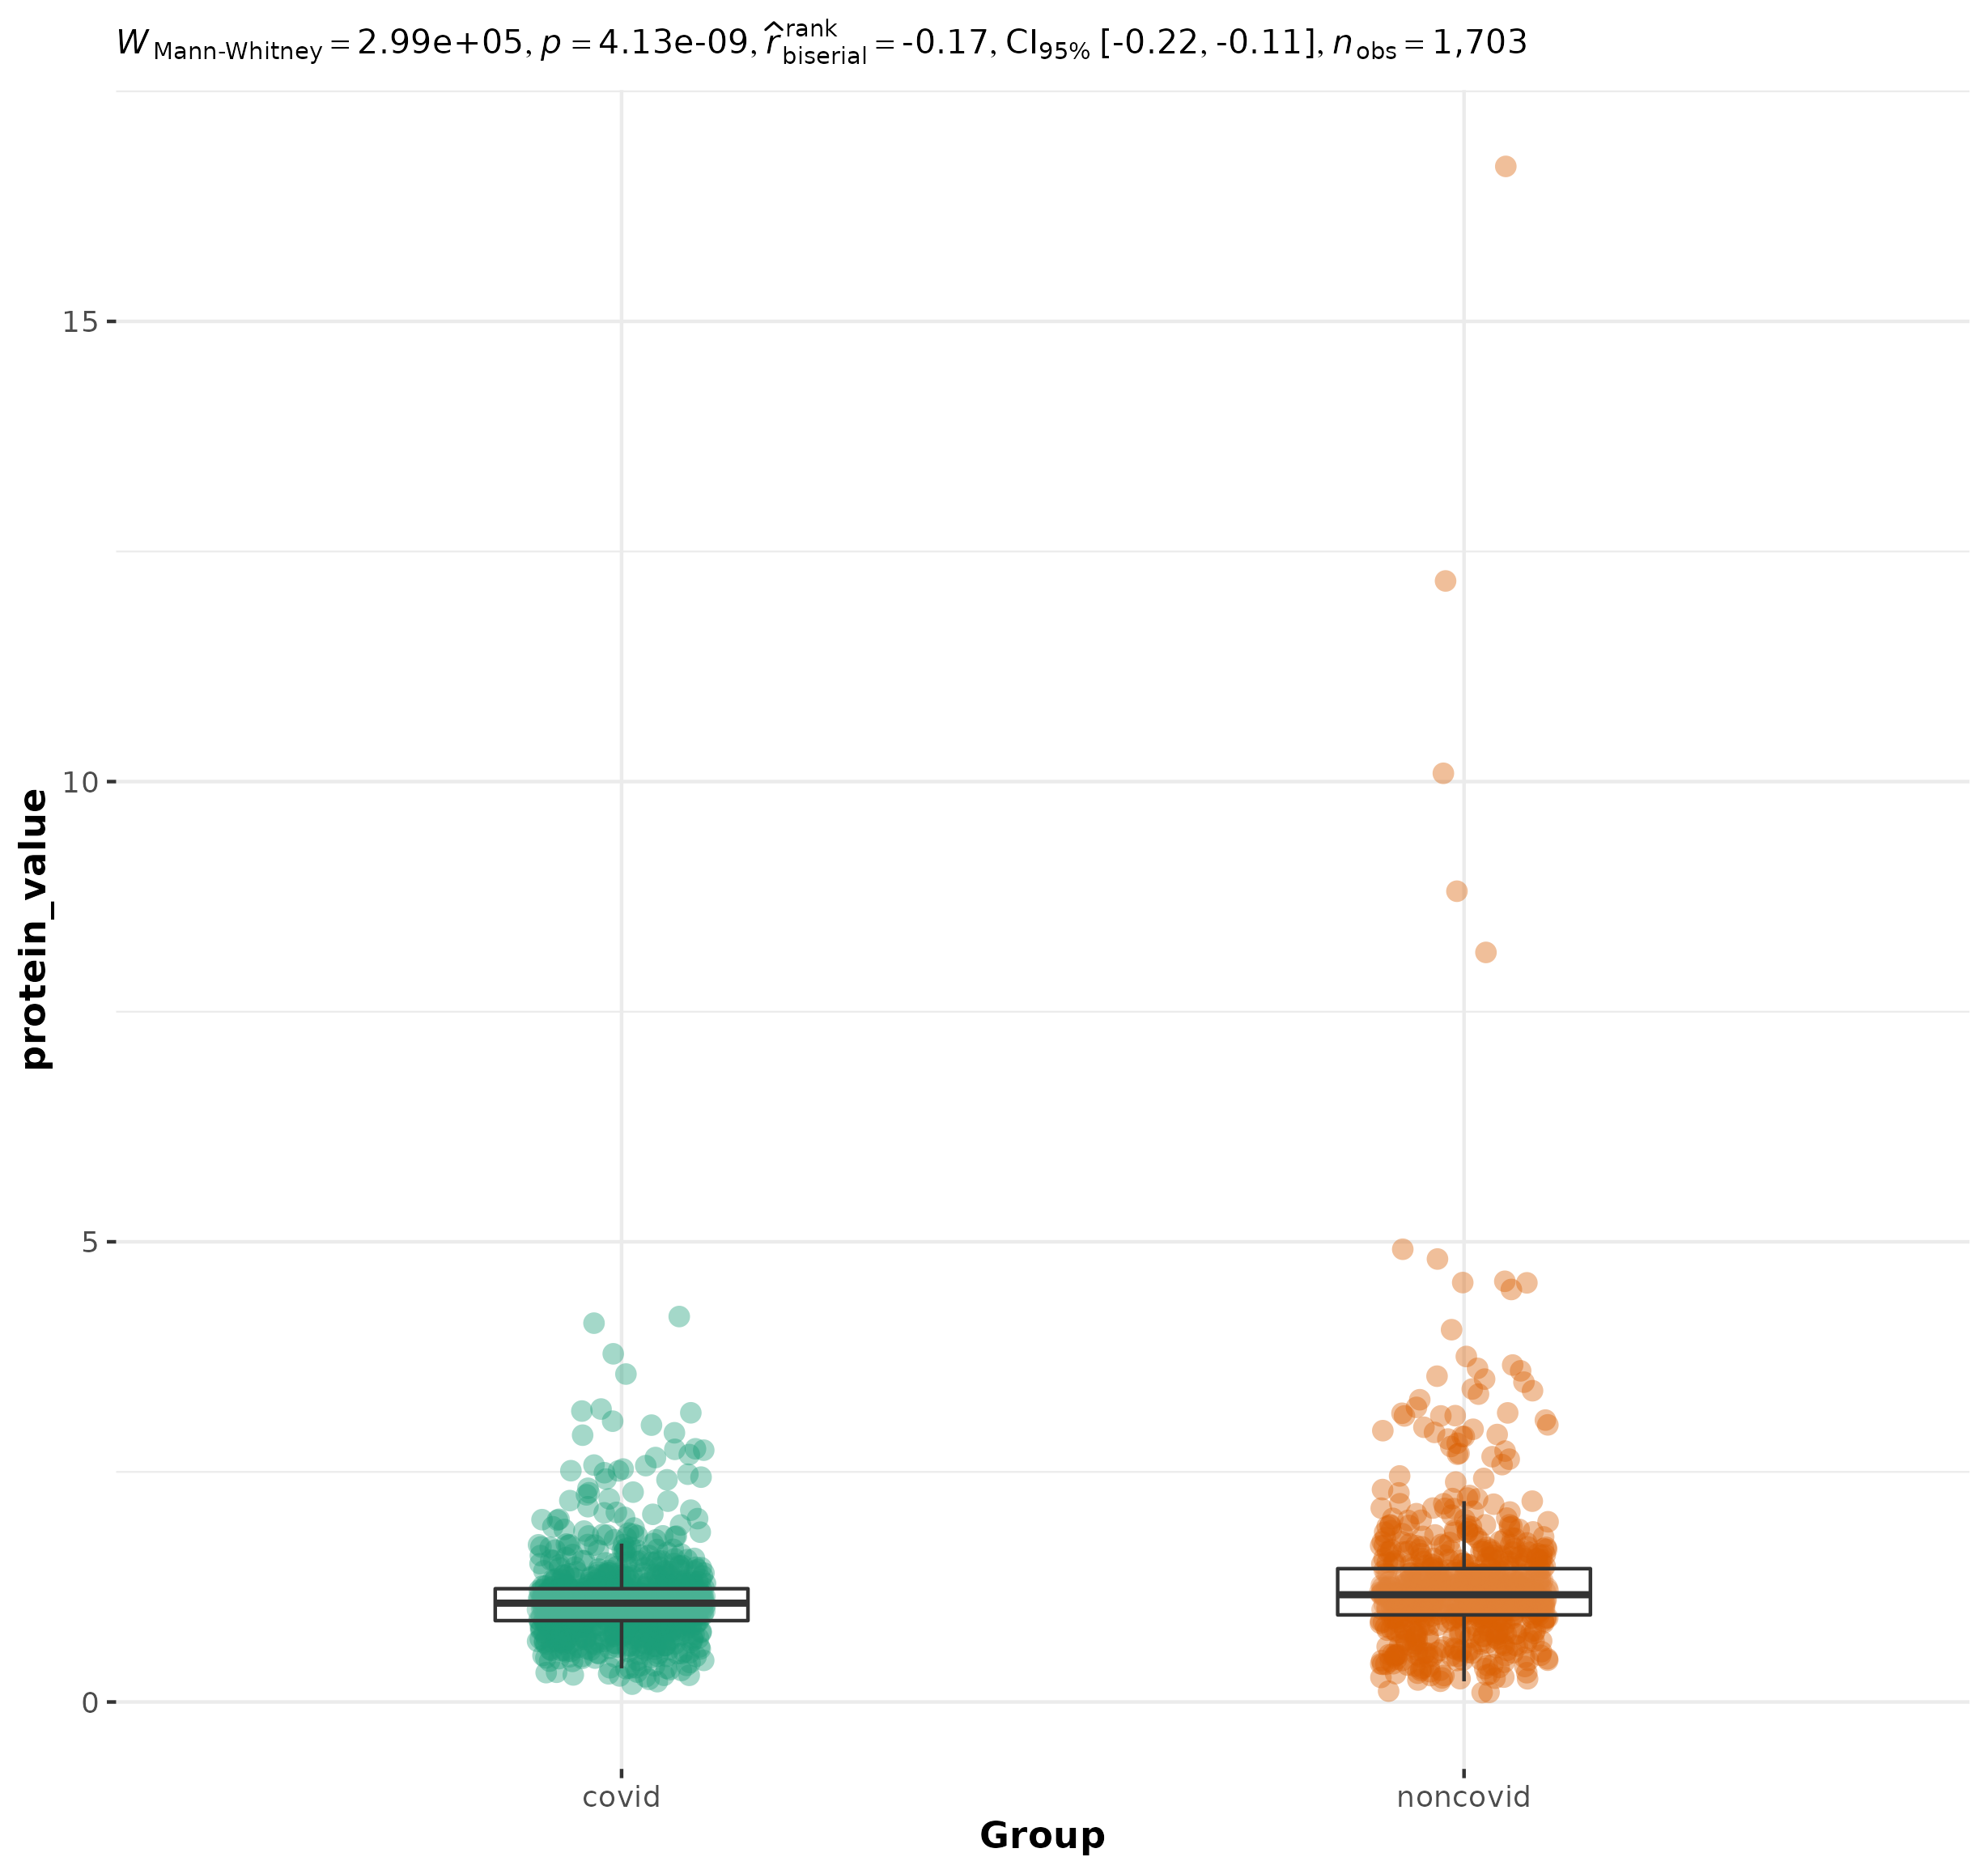 W Mann-Whitney = 2.99e+05, p = 4.13e-09, r̂ rank biserial = -0.17, CI95% [-0.22, -0.11], n obs = 1,703
15
10
5
0
protein_value
covid noncovid
Group